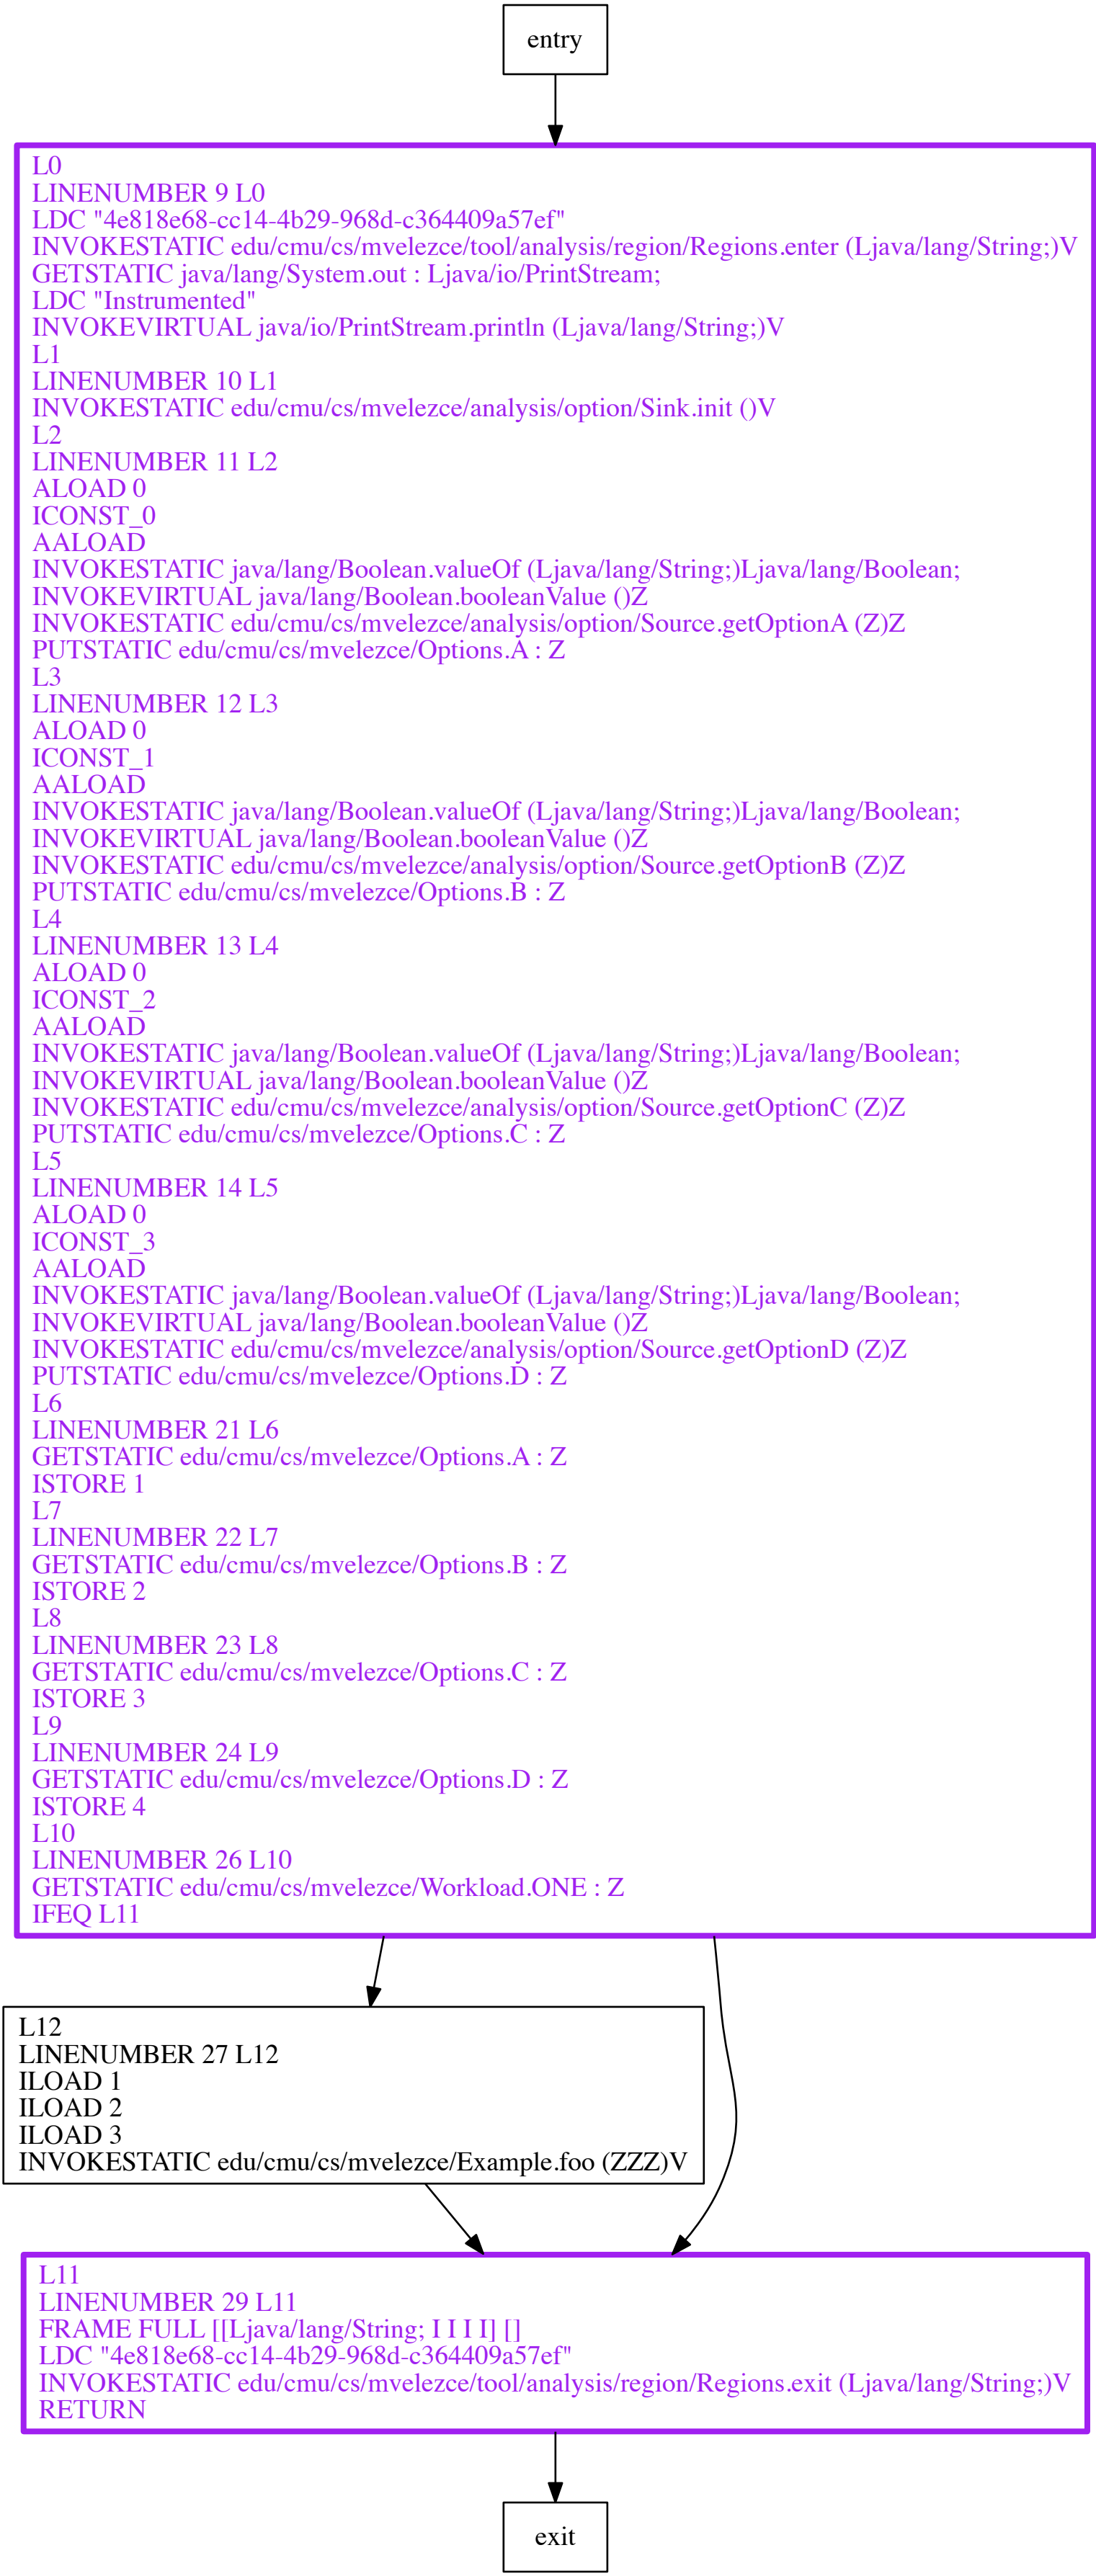 entry
L0
LINENUMBER 9 L0
LDC "4e818e68-cc14-4b29-968d-c364409a57ef"
INVOKESTATIC edu/cmu/cs/mvelezce/tool/analysis/region/Regions.enter (Ljava/lang/String;)V
GETSTATIC java/lang/System.out : Ljava/io/PrintStream;
LDC "Instrumented"
INVOKEVIRTUAL java/io/PrintStream.println (Ljava/lang/String;)V
L1
LINENUMBER 10 L1
INVOKESTATIC edu/cmu/cs/mvelezce/analysis/option/Sink.init ()V
L2
LINENUMBER 11 L2
ALOAD 0
ICONST_0
AALOAD
INVOKESTATIC java/lang/Boolean.valueOf (Ljava/lang/String;)Ljava/lang/Boolean;
INVOKEVIRTUAL java/lang/Boolean.booleanValue ()Z
INVOKESTATIC edu/cmu/cs/mvelezce/analysis/option/Source.getOptionA (Z)Z
PUTSTATIC edu/cmu/cs/mvelezce/Options.A : Z
L3
LINENUMBER 12 L3
ALOAD 0
ICONST_1
AALOAD
INVOKESTATIC java/lang/Boolean.valueOf (Ljava/lang/String;)Ljava/lang/Boolean;
INVOKEVIRTUAL java/lang/Boolean.booleanValue ()Z
INVOKESTATIC edu/cmu/cs/mvelezce/analysis/option/Source.getOptionB (Z)Z
PUTSTATIC edu/cmu/cs/mvelezce/Options.B : Z
L4
LINENUMBER 13 L4
ALOAD 0
ICONST_2
AALOAD
INVOKESTATIC java/lang/Boolean.valueOf (Ljava/lang/String;)Ljava/lang/Boolean;
INVOKEVIRTUAL java/lang/Boolean.booleanValue ()Z
INVOKESTATIC edu/cmu/cs/mvelezce/analysis/option/Source.getOptionC (Z)Z
PUTSTATIC edu/cmu/cs/mvelezce/Options.C : Z
L5
LINENUMBER 14 L5
ALOAD 0
ICONST_3
AALOAD
INVOKESTATIC java/lang/Boolean.valueOf (Ljava/lang/String;)Ljava/lang/Boolean;
INVOKEVIRTUAL java/lang/Boolean.booleanValue ()Z
INVOKESTATIC edu/cmu/cs/mvelezce/analysis/option/Source.getOptionD (Z)Z
PUTSTATIC edu/cmu/cs/mvelezce/Options.D : Z
L6
LINENUMBER 21 L6
GETSTATIC edu/cmu/cs/mvelezce/Options.A : Z
ISTORE 1
L7
LINENUMBER 22 L7
GETSTATIC edu/cmu/cs/mvelezce/Options.B : Z
ISTORE 2
L8
LINENUMBER 23 L8
GETSTATIC edu/cmu/cs/mvelezce/Options.C : Z
ISTORE 3
L9
LINENUMBER 24 L9
GETSTATIC edu/cmu/cs/mvelezce/Options.D : Z
ISTORE 4
L10
LINENUMBER 26 L10
GETSTATIC edu/cmu/cs/mvelezce/Workload.ONE : Z
IFEQ L11
L12
LINENUMBER 27 L12
ILOAD 1
ILOAD 2
ILOAD 3
INVOKESTATIC edu/cmu/cs/mvelezce/Example.foo (ZZZ)V
L11
LINENUMBER 29 L11
FRAME FULL [[Ljava/lang/String; I I I I] []
LDC "4e818e68-cc14-4b29-968d-c364409a57ef"
INVOKESTATIC edu/cmu/cs/mvelezce/tool/analysis/region/Regions.exit (Ljava/lang/String;)V
RETURN
exit